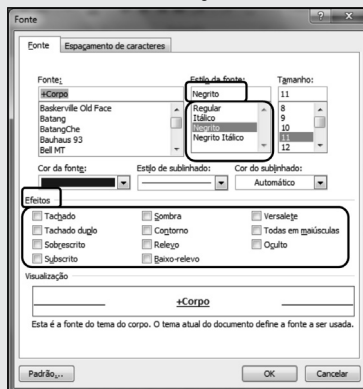 Fonte
Fonte Espaçamento de caracteres
Fonte: Estilo da fonte: Tamanho:
+Corpo Negrito 11
Baskerville Old Face Regular 8
Batang Itálico 9
BatangChe Negrito 10
Bauhaus 93 Negrito Itálico 11
Bell MT 12
Cor da fonte: Estilo de sublinhado: Cor do sublinhado:
Automático
Efeitos
Tachado Sombra Versalete
Tachado duplo Contorno Todas em maiúsculas
Sobrescrito Relevo Oculto
Subscrito Baixo-relevo
Visualização
+Corpo
Esta é a fonte do tema do corpo. O tema atual do documento define a fonte a ser usada.
Padrão... OK Cancelar